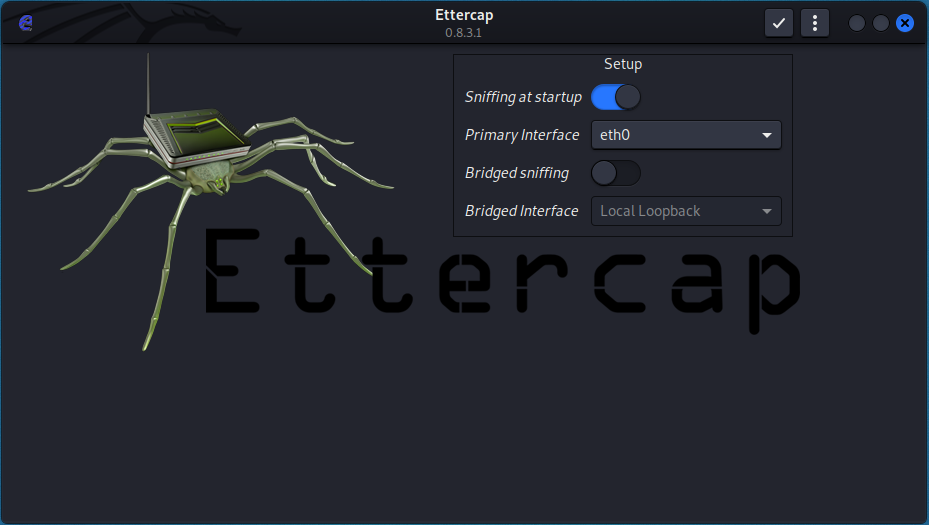 Ettercap
0.8.3.1
Setup
Sniffing at startup
Primary Interface eth0
Bridged sniffing
Bridged Interface Local Loopback
Ettercap